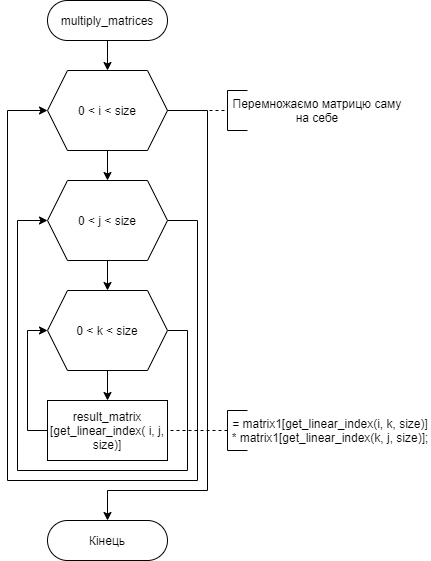 multiply_matrices
0 < i < size
Перемножаємо матрицю саму
на себе
0 < j < size
0 < k < size
result_matrix
[get_linear_index( i, j,
size)]
= matrix1[get_linear_index(i, k, size)]
* matrix1[get_linear_index(k, j, size)];
Кінець